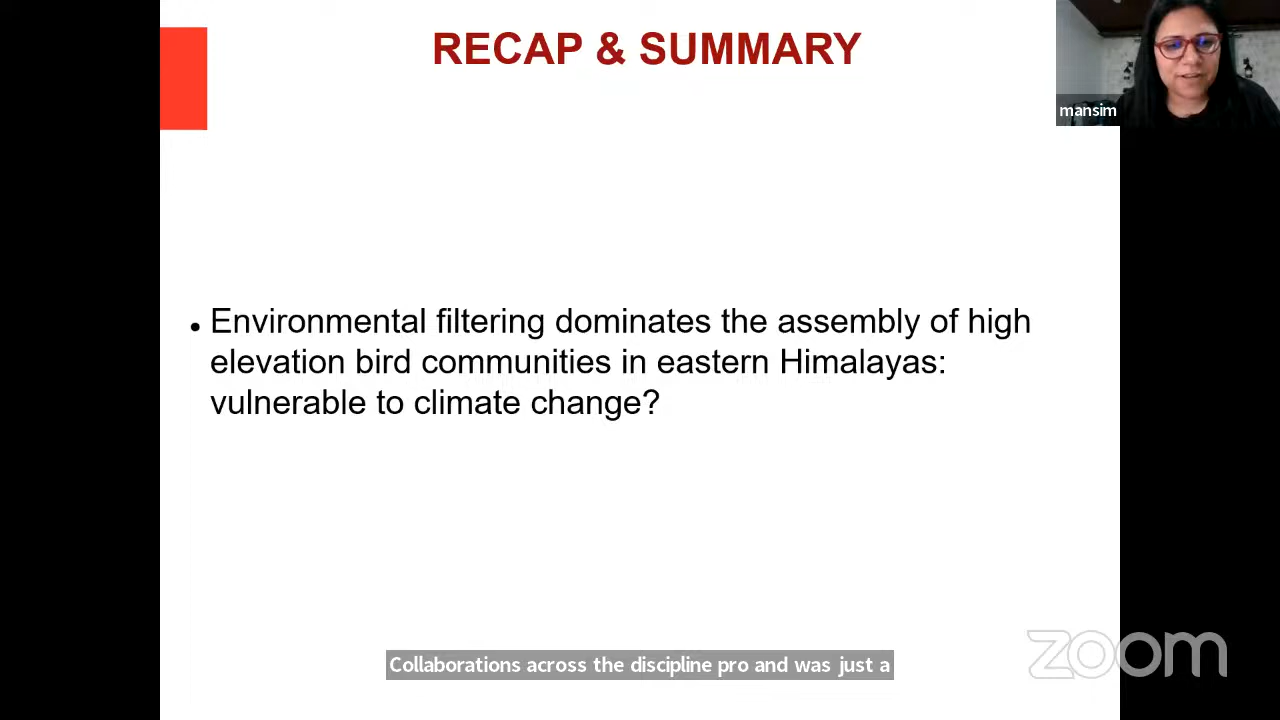 RECAP & SUMMARY
mansim
• Environmental filtering dominates the assembly of high
elevation bird communities in eastern Himalayas:
vulnerable to climate change?
Collaborations across the discipline pro and was just a
zoom